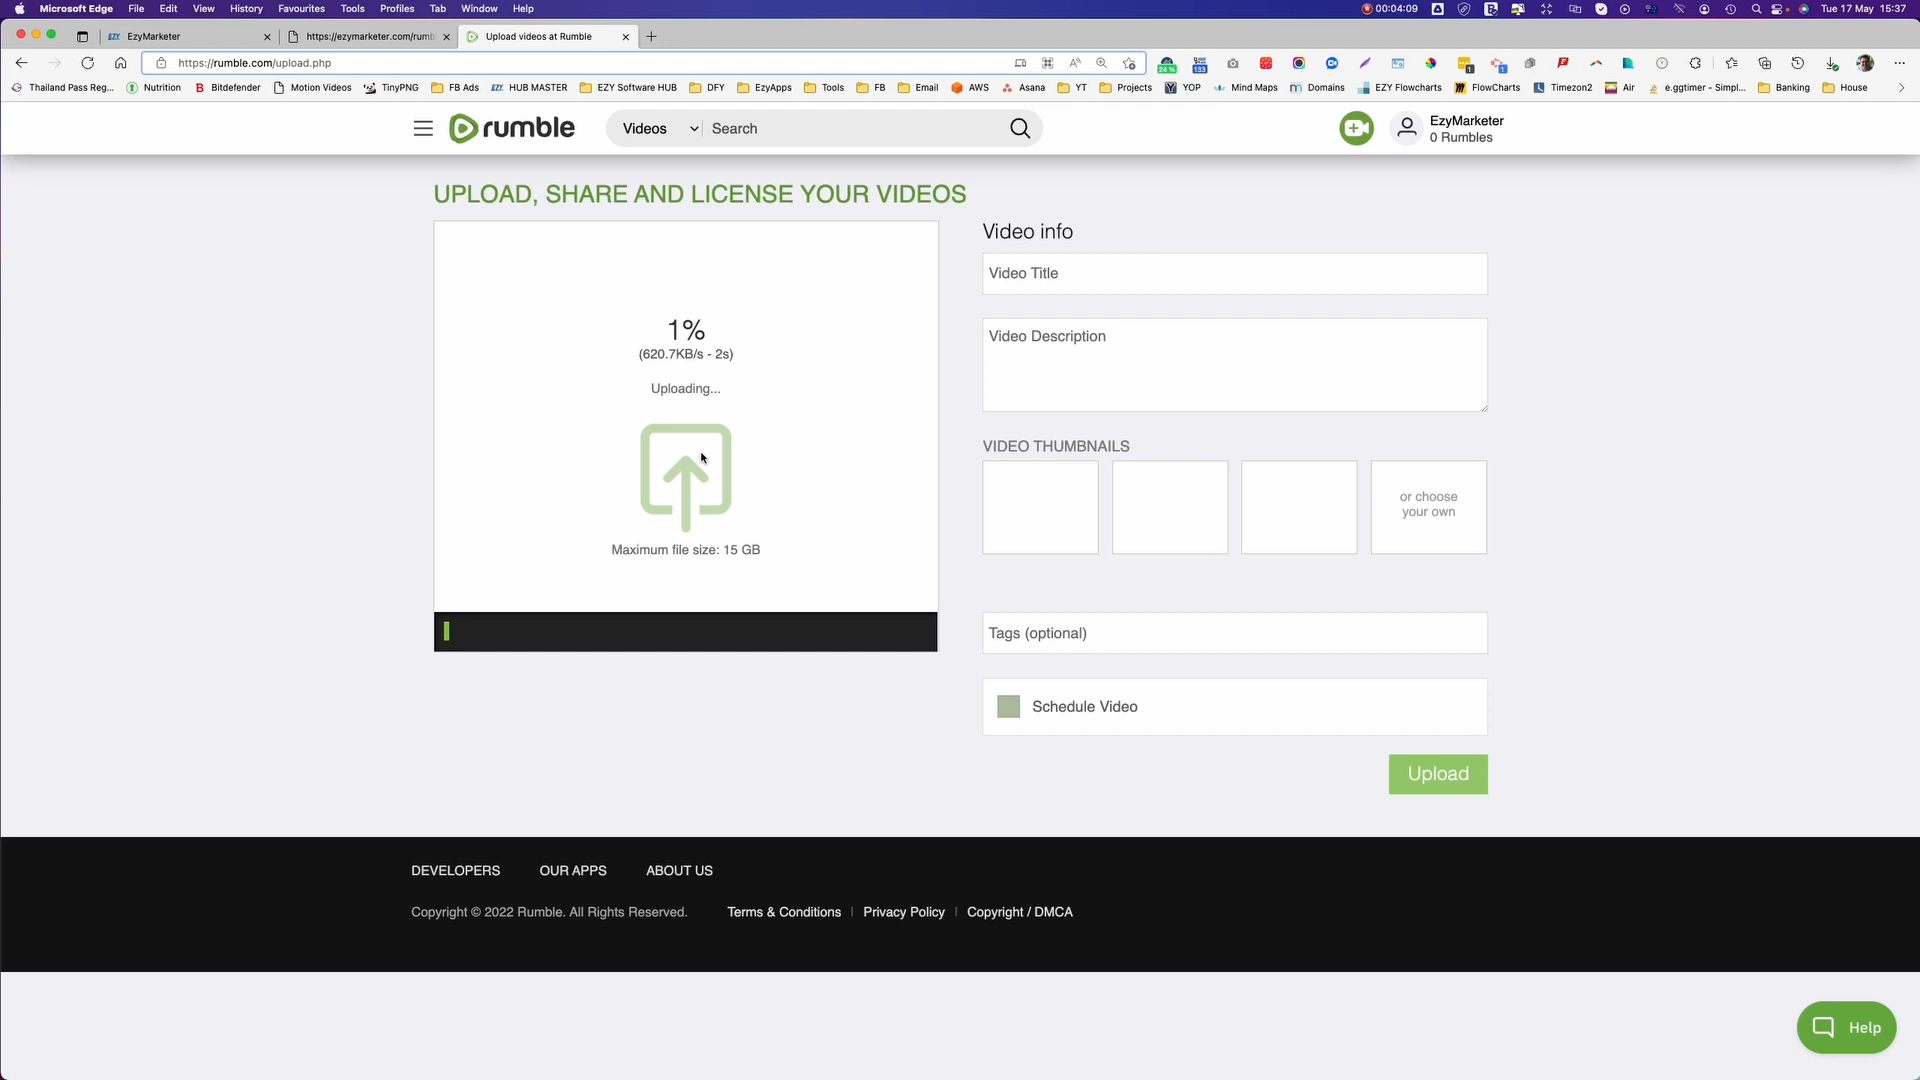 Microsoft Edge File Edit View History Favourites Tools Profiles Tab Window Help 00:04:09 Tue 17 May 15:37
EzyMarketer https://ezymarketer.com/rumb Upload videos at Rumble
https://rumble.com/upload.php 24 % 133
Thailand Pass Reg... Nutrition Bitdefender Motion Videos TinyPNG FB Ads HUB MASTER EZY Software HUB DFY EzyApps Tools FB Email AWS Asana YT Projects YOP Mind Maps Domains EZY Flowcharts FlowCharts Timezon2 Air e.ggtimer - Simpl... Banking House
rumble Videos Search EzyMarketer
0 Rumbles
UPLOAD, SHARE AND LICENSE YOUR VIDEOS
Video info
Video Title
Video Description
1%
(620.7KB/s - 2s)
Uploading...
Maximum file size: 15 GB
VIDEO THUMBNAILS
or choose
your own
Tags (optional)
Schedule Video
Upload
DEVELOPERS OUR APPS ABOUT US
Copyright © 2022 Rumble. All Rights Reserved. Terms & Conditions | Privacy Policy | Copyright / DMCA
Help